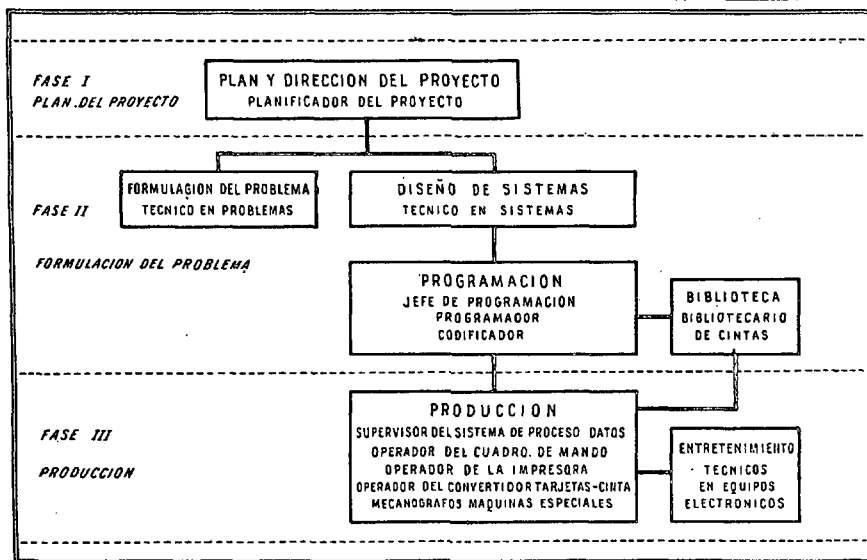 FASE I
PLAN. DEL PROYECTO
PLAN Y DIRECCION DEL PROYECTO
PLANIFICADOR DEL PROYECTO
FASE II
FORMULACION DEL PROBLEMA
FORMULACION DEL PROBLEMA
TECNICO EN PROBLEMAS
DISEÑO DE SISTEMAS
TECNICO EN SISTEMAS
PROGRAMACION
JEFE DE PROGRAMACION
PROGRAMADOR
CODIFICADOR
BIBLIOTECA
BIBLIOTECARIO
DE CINTAS
FASE III
PRODUCCION
PRODUCCION
SUPERVISOR DEL SISTEMA DE PROCESO DATOS
OPERADOR DEL CUADRO. DE MANDO
OPERADOR DE LA IMPRESORA
OPERADOR DEL CONVERTIDOR TARJETAS-CINTA
MECANOGRAFOS MAQUINAS ESPECIALES
ENTRETENIMIENTO
TECNICOS
EN EQUIPOS
ELECTRONICOS